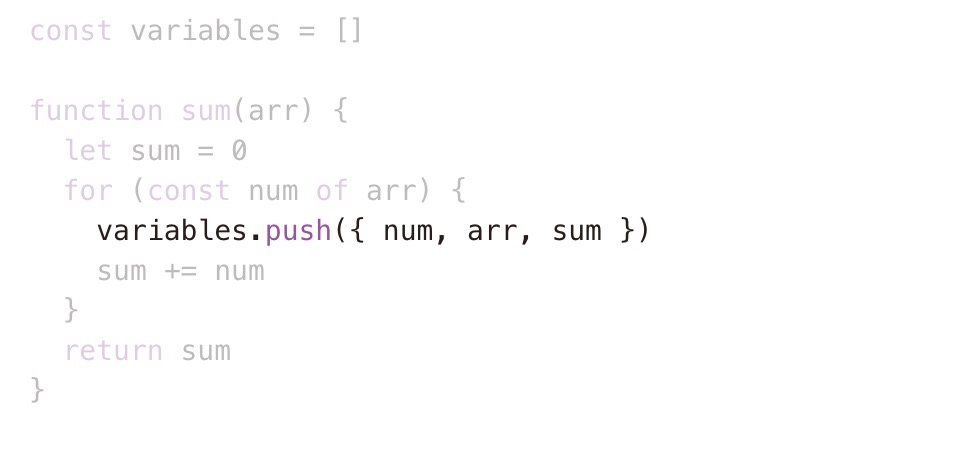 const variables = []
function sum(arr) {
  let sum = 0
  for (const num of arr) {
    variables.push({ num, arr, sum })
    sum += num
  }
  return sum
}